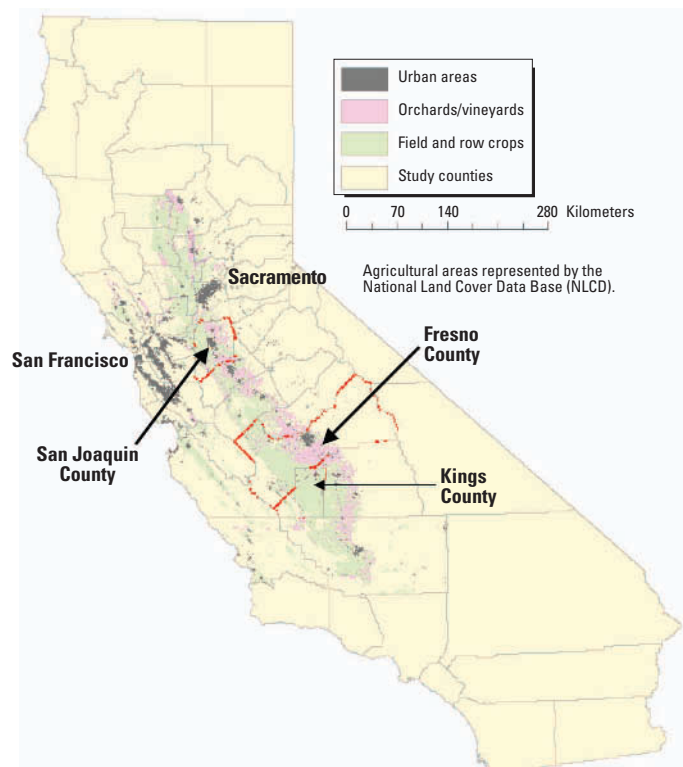 Urban areas
Orchards/vineyards
Field and row crops
Study counties
0 70 140 280 Kilometers
Agricultural areas represented by the
National Land Cover Data Base (NLCD).
Sacramento
San Francisco
Fresno
County
San Joaquin
County
Kings
County